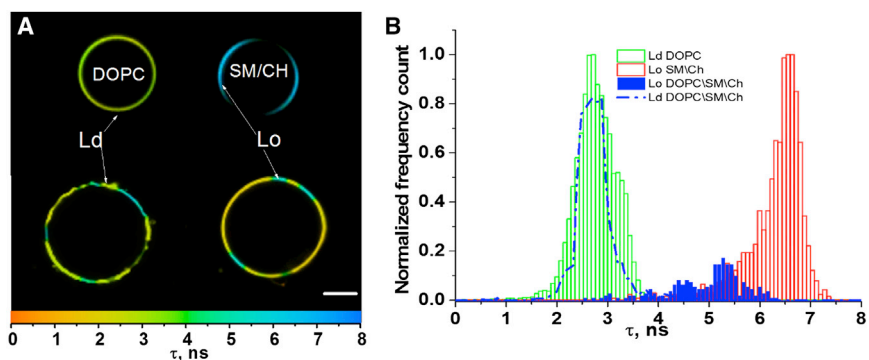 A
DOPC
SM/CH
Ld
Lo
0 1 2 3 4 5 6 7 8
τ, ns
B
Normalized frequency count
1.0
0.8
0.6
0.4
0.2
0.0
Ld DOPC
Lo SM\Ch
Lo DOPC\SM\Ch
Ld DOPC\SM\Ch
0 1 2 3 4 5 6 7 8
τ, ns